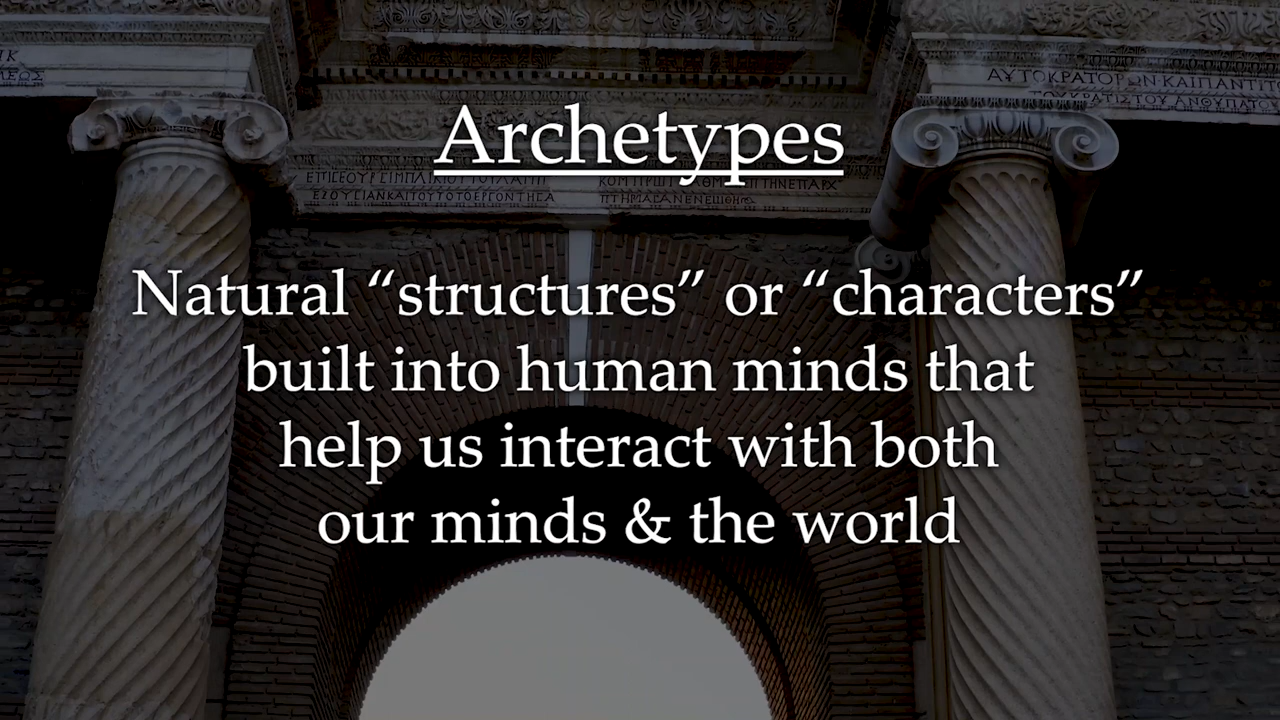 Archetypes
Natural “structures” or “characters”
built into human minds that
help us interact with both
our minds & the world
ΑΥΤΟΚΡΑΤΟΡ